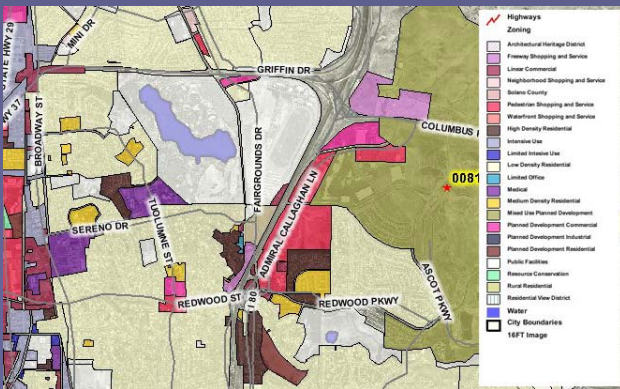 STATE HWY 29
MINI DR
HWY 37
BROADWAY ST
GRIFFIN DR
FAIRGROUNDS DR
COLUMBUS P
0081
ADMIRAL CALLAGHAN LN
TUOLUMNE ST
SERENO DR
REDWOOD ST
I 80
REDWOOD PKWY
ASCOT PKWY
Highways
Zoning
Architectural Heritage District
Freeway Shopping and Service
Linear Commercial
Neighborhood Shopping and Service
Solano County
Pedestrian Shopping and Service
Waterfront Shopping and Service
High Density Residential
Intensive Use
Limited Intesive Use
Low Density Residential
Limited Office
Medical
Medium Density Residential
Mixed Use Planned Development
Planned Development Commercial
Planned Development Industrial
Planned Development Residential
Public Facilities
Resource Conservation
Rural Residential
Residential View District
Water
City Boundaries
16FT Image